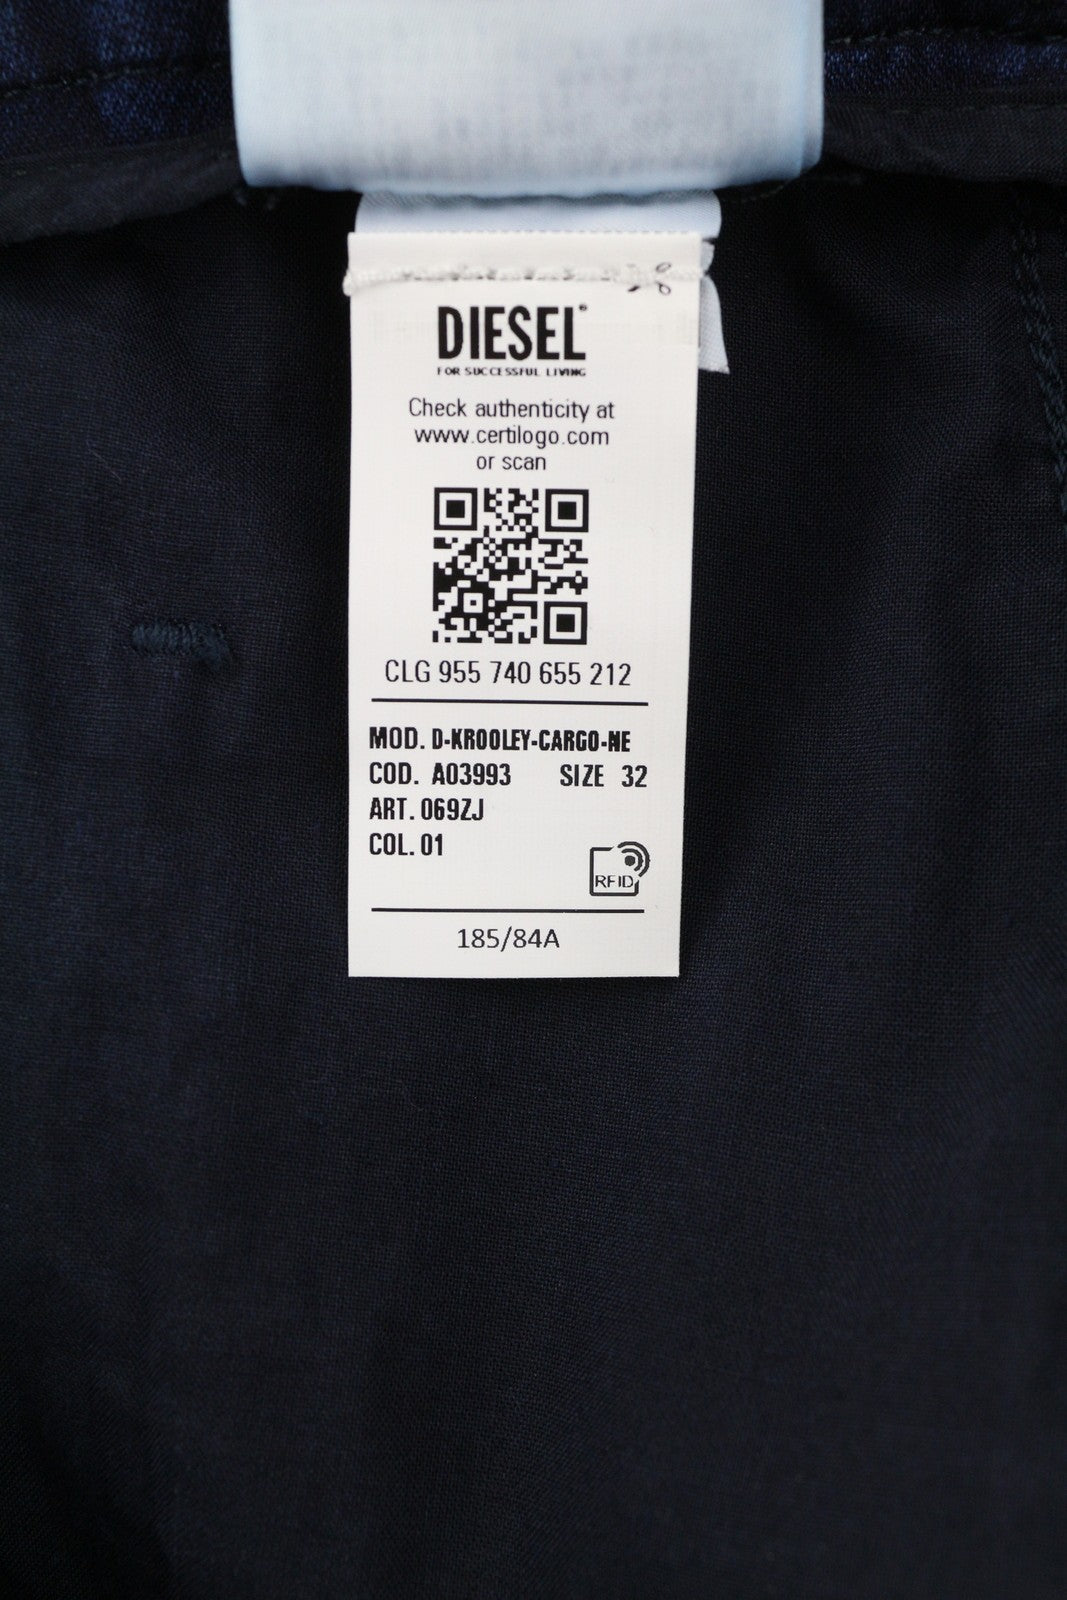 DIESEL®
FOR SUCCESSFUL LIVING
Check authenticity at
www.certilogo.com
or scan
CLG 955 740 655 212
MOD. D-KROOLEY-CARGO-NE
COD. A03993 SIZE 32
ART. 069ZJ
COL. 01
RFID
185/84A